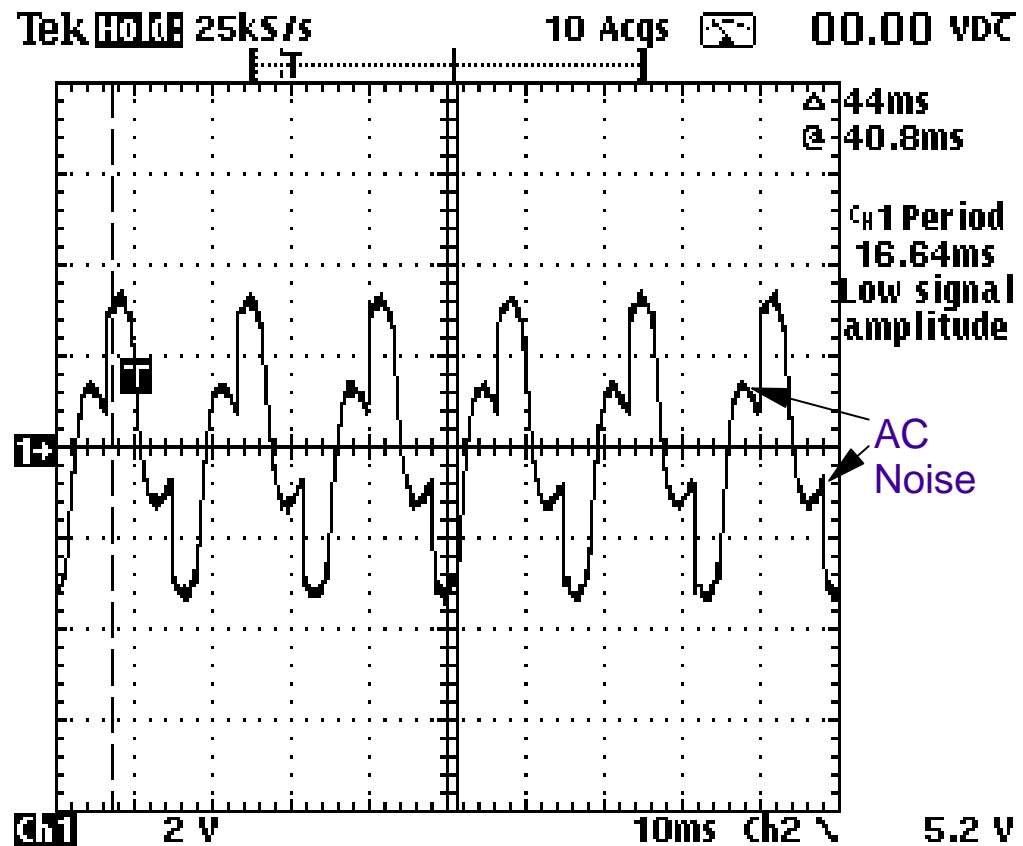 Tek Hold: 25kS/s 10 Acqs 00.00 VDC
T
Δ 44ms
@ 40.8ms
CH1 Period
16.64ms
Low signal
amplitude
T
1→
AC
Noise
Ch1 2 V 10ms Ch2 5.2 V